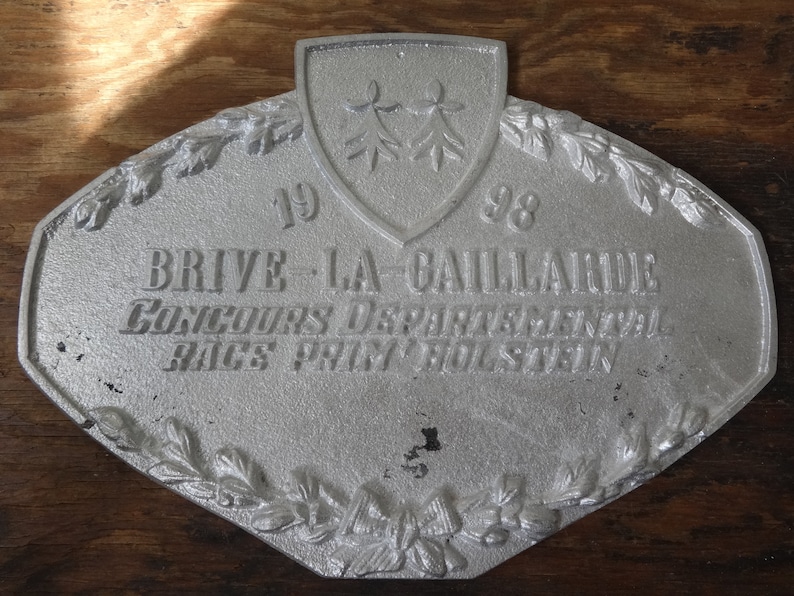 19 98
BRIVE-LA-GAILLARDE
CONCOURS DEPARTEMENTAL
RACE PRIM'HOLSTEIN